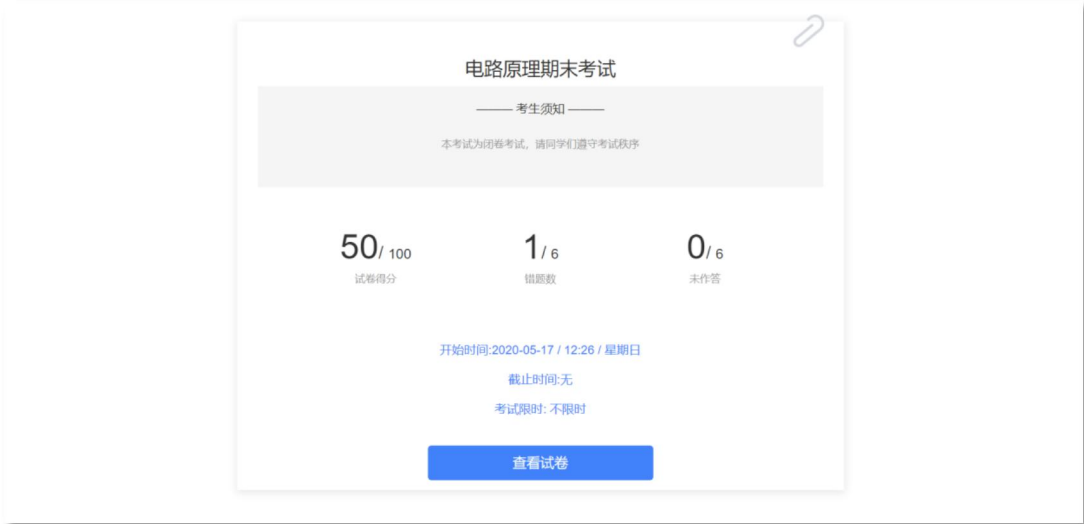 电路原理期末考试
——— 考生须知 ———
本考试为闭卷考试，请同学们遵守考试秩序
50/ 100
1/ 6
0/ 6
试卷得分
错题数
未作答
开始时间:2020-05-17 / 12:26 / 星期日
截止时间:无
考试限时: 不限时
查看试卷